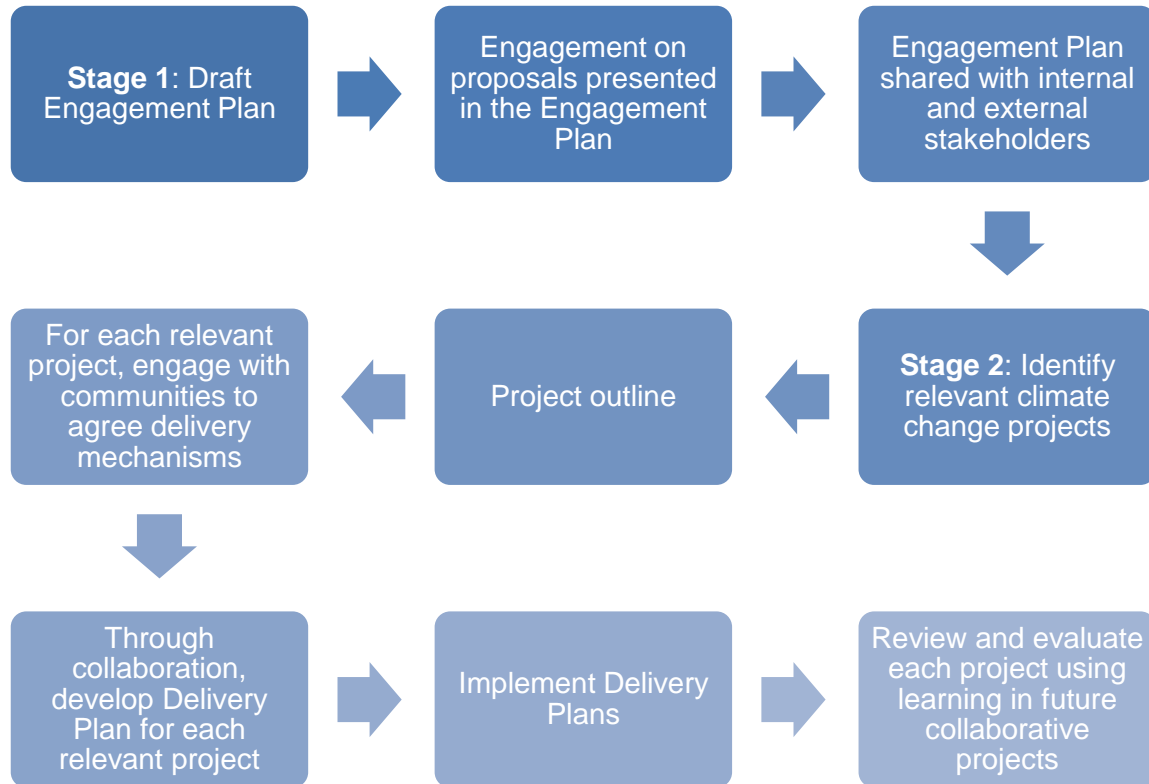 Stage 1: Draft
Engagement Plan
Engagement on
proposals presented
in the Engagement
Plan
Engagement Plan
shared with internal
and external
stakeholders
Stage 2: Identify
relevant climate
change projects
Project outline
For each relevant
project, engage with
communities to
agree delivery
mechanisms
Through
collaboration,
develop Delivery
Plan for each
relevant project
Implement Delivery
Plans
Review and evaluate
each project using
learning in future
collaborative
projects